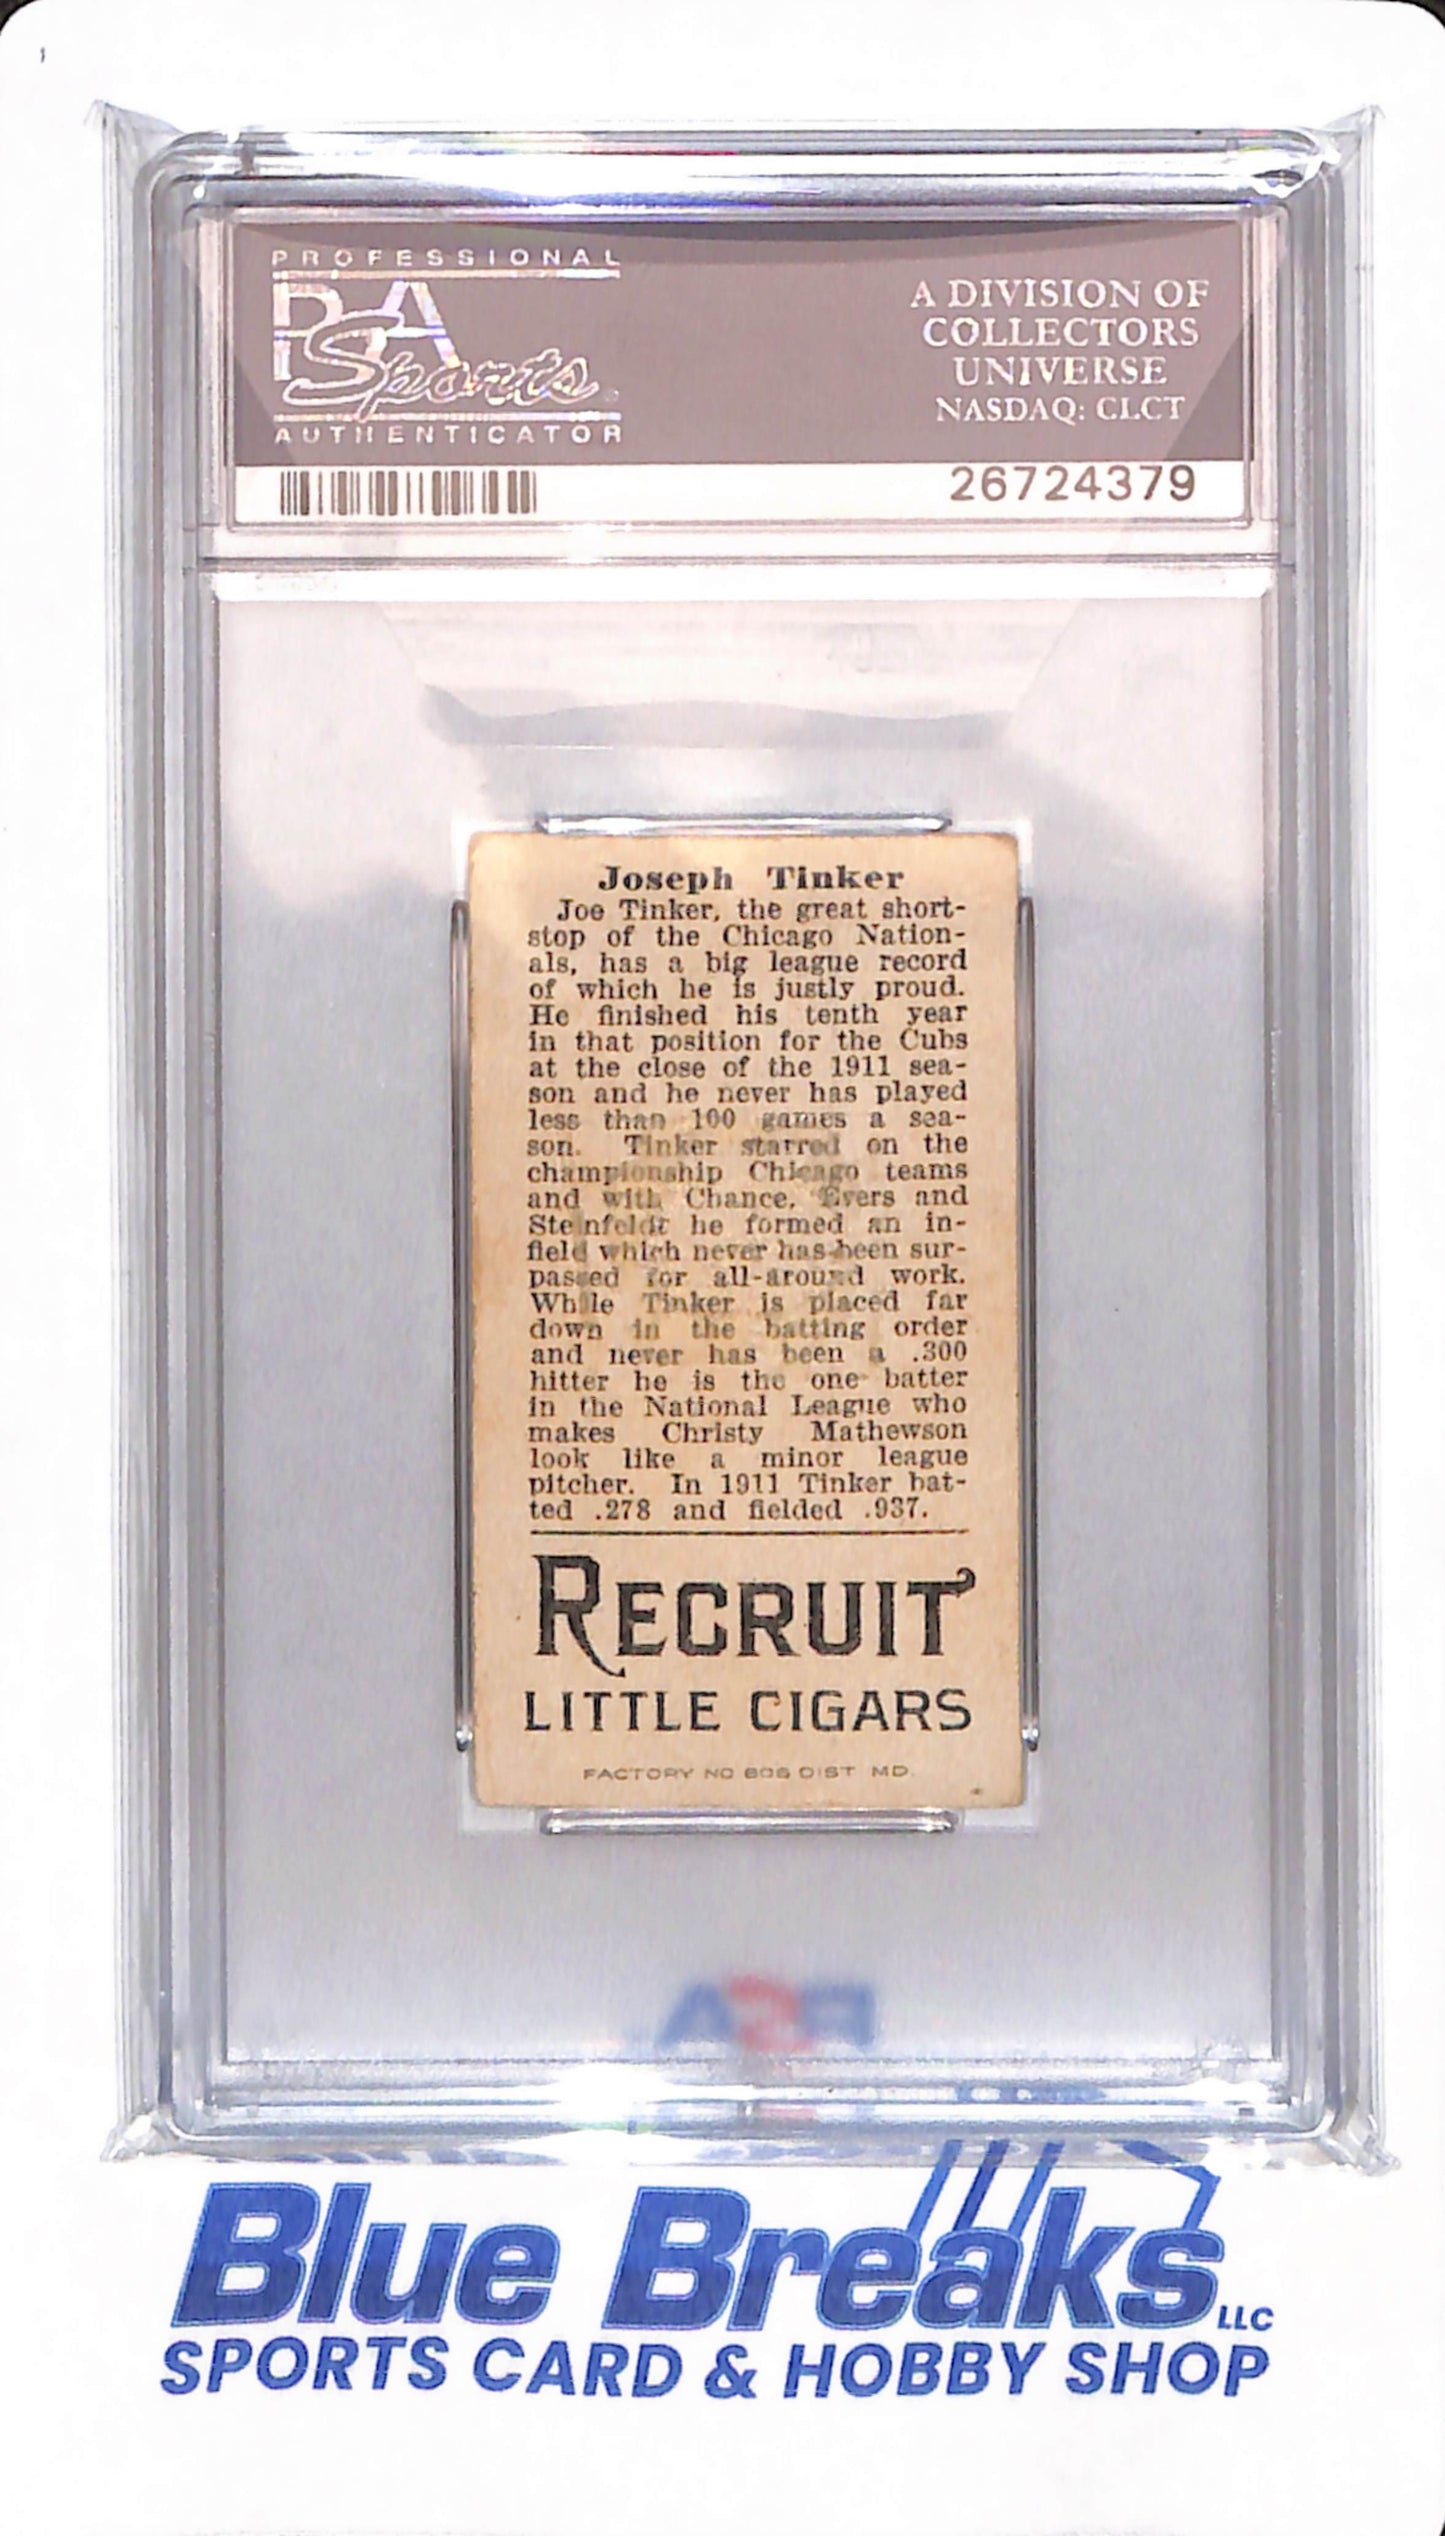 PROFESSIONAL
PSA
Sports
AUTHENTICATOR
A DIVISION OF
COLLECTORS
UNIVERSE
NASDAQ: CLCT
26724379
Joseph Tinker
Joe Tinker, the great short-
stop of the Chicago Nation-
als, has a big league record
of which he is justly proud.
He finished his tenth year
in that position for the Cubs
at the close of the 1911 sea-
son and he never has played
less than 100 games a sea-
son. Tinker starred on the
championship Chicago teams
and with Chance, Evers and
Steinfeldt he formed an in-
field which never has been sur-
passed for all-around work.
While Tinker is placed far
down in the batting order
and never has been a .300
hitter he is the one batter
in the National League who
makes Christy Mathewson
look like a minor league
pitcher. In 1911 Tinker bat-
ted .278 and fielded .937.
RECRUIT
LITTLE CIGARS
FACTORY NO 606 DIST MD.
PSA
Blue Breaks LLC
SPORTS CARD & HOBBY SHOP